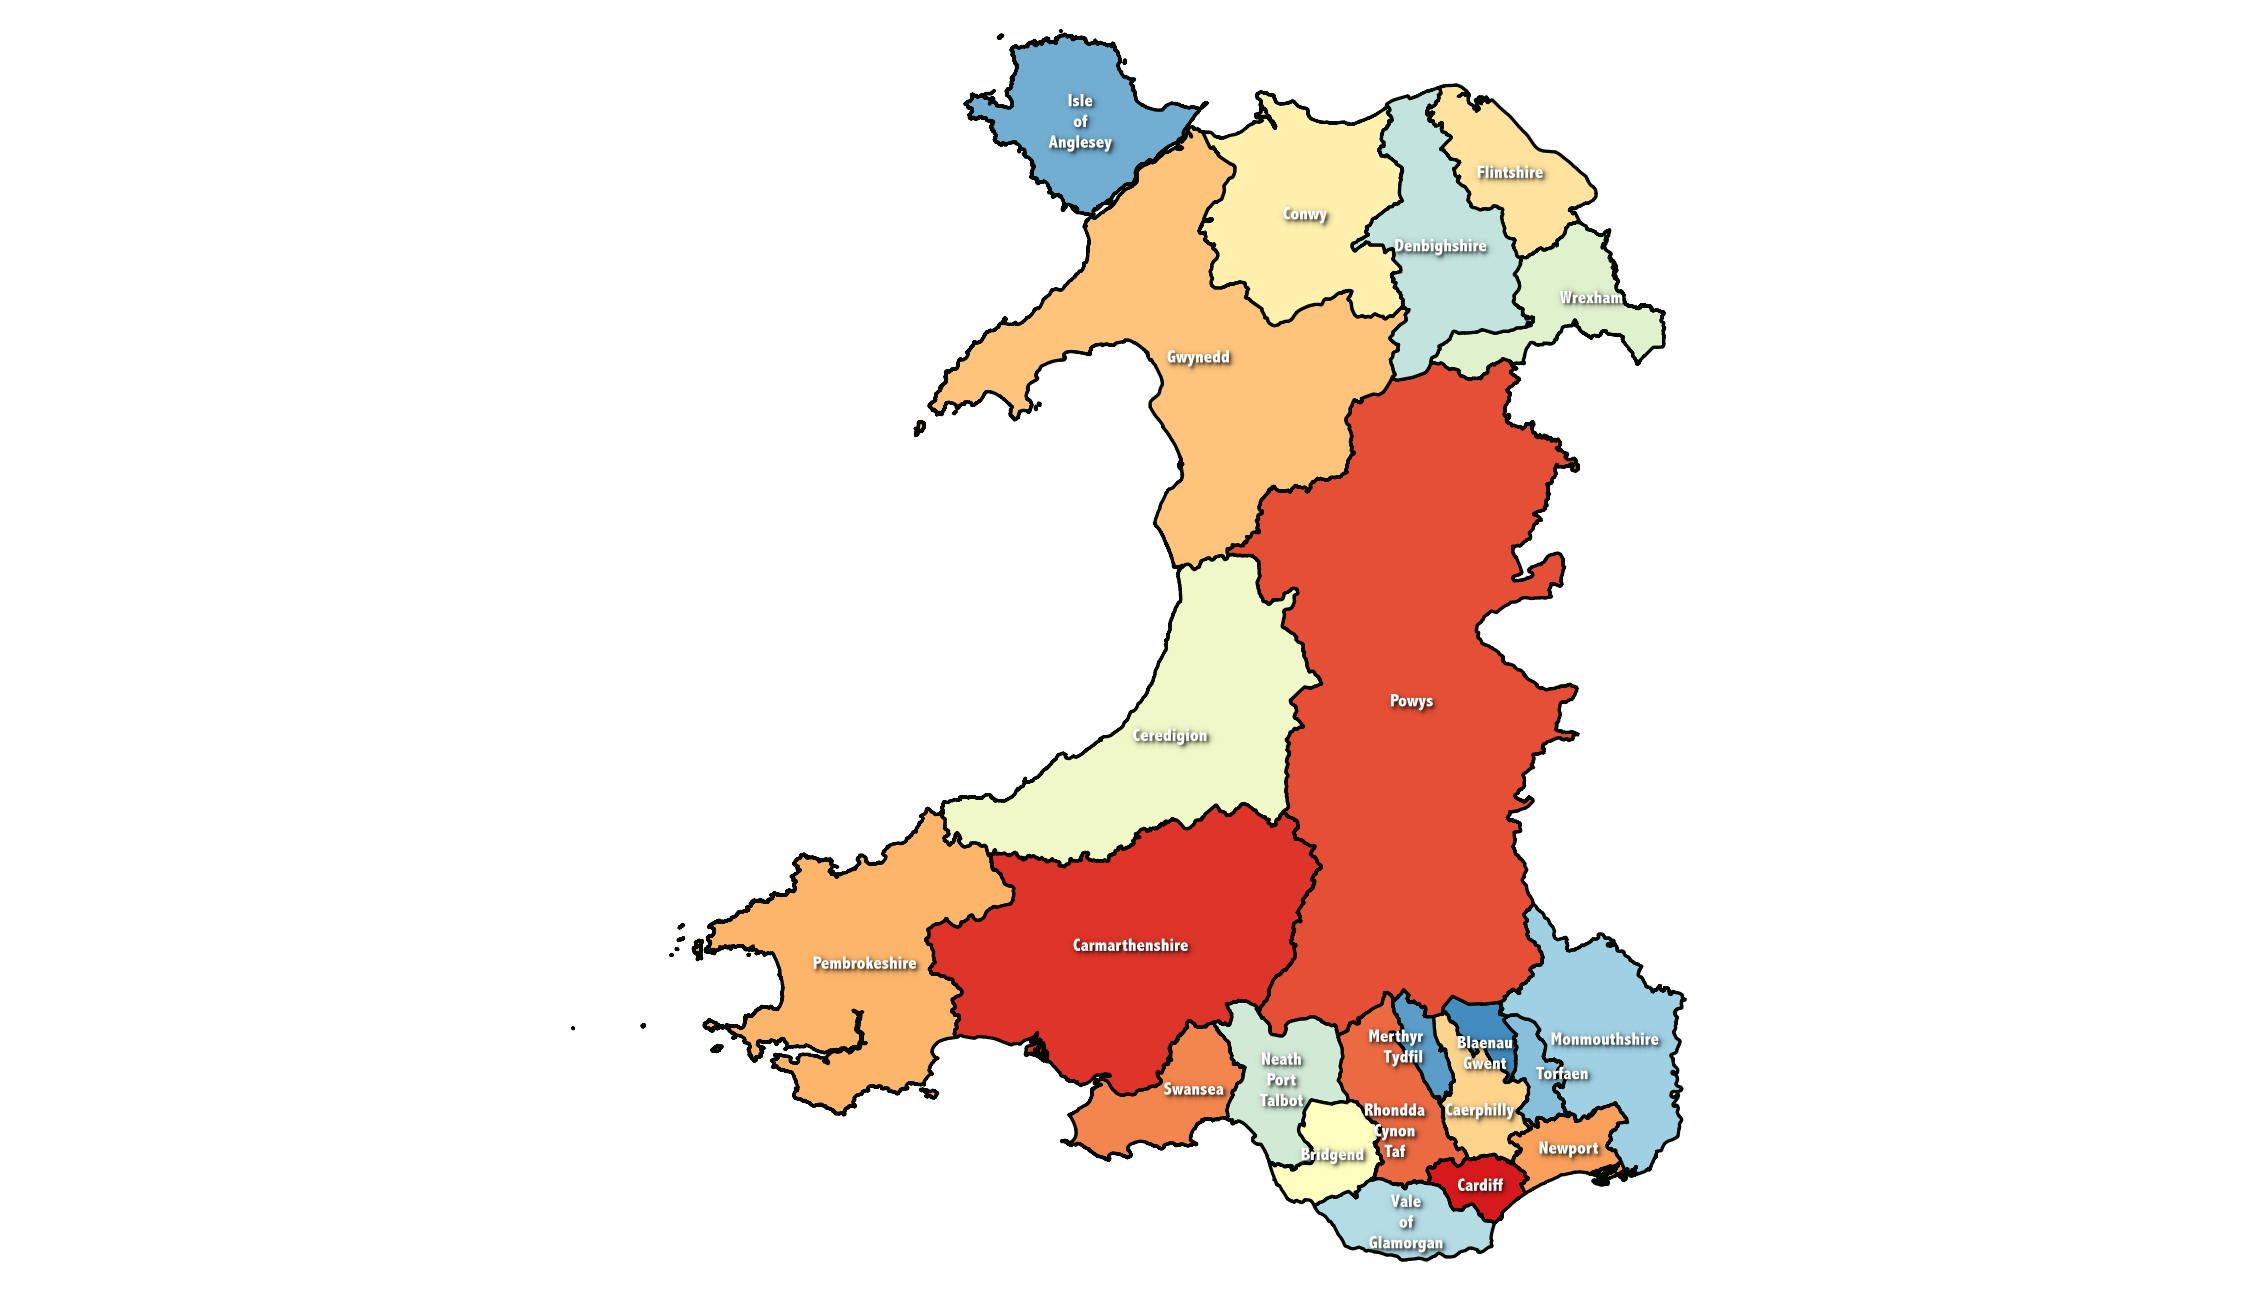 Isle
of
Anglesey
Flintshire
Conwy
Denbighshire
Wrexham
Gwynedd
Powys
Ceredigion
Carmarthenshire
Pembrokeshire
Merthyr
Tydfil
Blaenau
Gwent
Monmouthshire
Neath
Port
Talbot
Torfaen
Swansea
Rhondda
Cynon
Taf
Caerphilly
Newport
Bridgend
Cardiff
Vale
of
Glamorgan